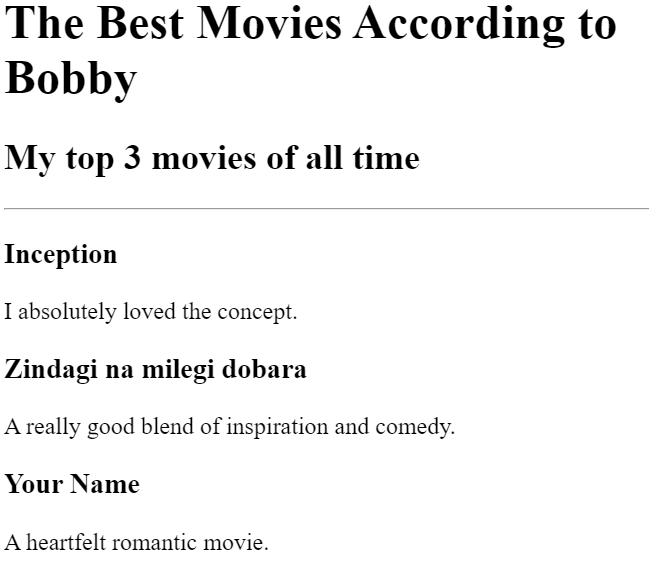 The Best Movies According to
Bobby
My top 3 movies of all time
Inception
I absolutely loved the concept.
Zindagi na milegi dobara
A really good blend of inspiration and comedy.
Your Name
A heartfelt romantic movie.